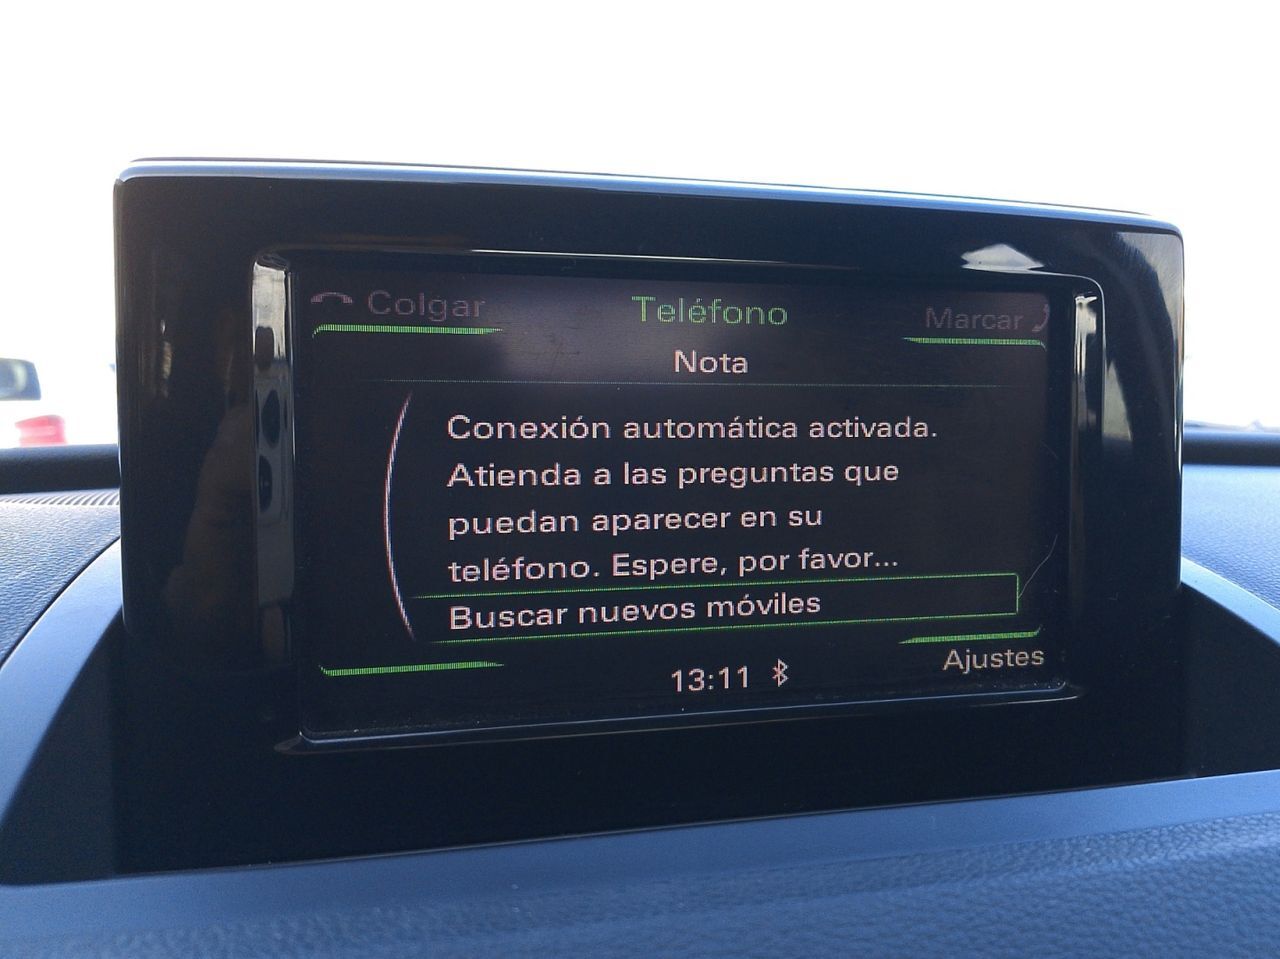 Colgar
Teléfono
Marcar
Nota
Conexión automática activada.
Atienda a las preguntas que
puedan aparecer en su
teléfono. Espere, por favor...
Buscar nuevos móviles
13:11
Ajustes